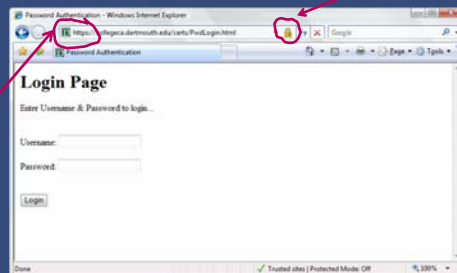 Password Authentication - Windows Internet Explorer
https://collegeca.dartmouth.edu/certs/PwdLogin.html
Google
Password Authentication
Page
Tools
Login Page
Enter Username & Password to login...
Username:
Password:
Login
Done
Trusted sites | Protected Mode: Off
100%